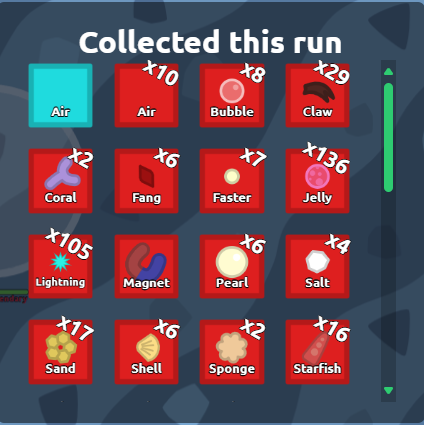 Collected this run
x10 x8 x29
Air Air Bubble Claw
x2 x6 x7 x136
Coral Fang Faster Jelly
x105 x6 x4
Lightning Magnet Pearl Salt
x17 x6 x2 x16
Sand Shell Sponge Starfish